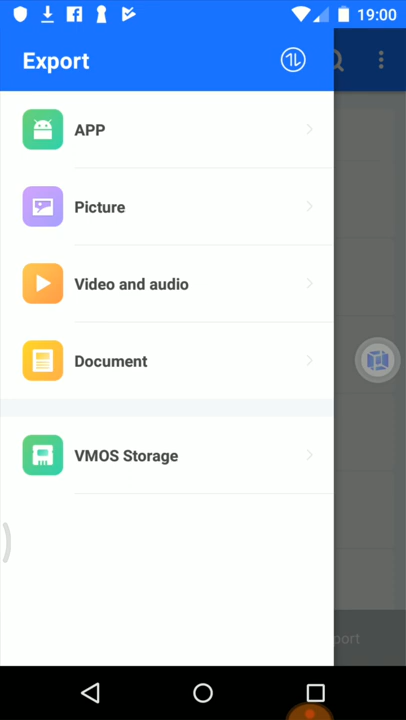 19:00
Export
APP
Picture
Video and audio
Document
VMOS Storage
port